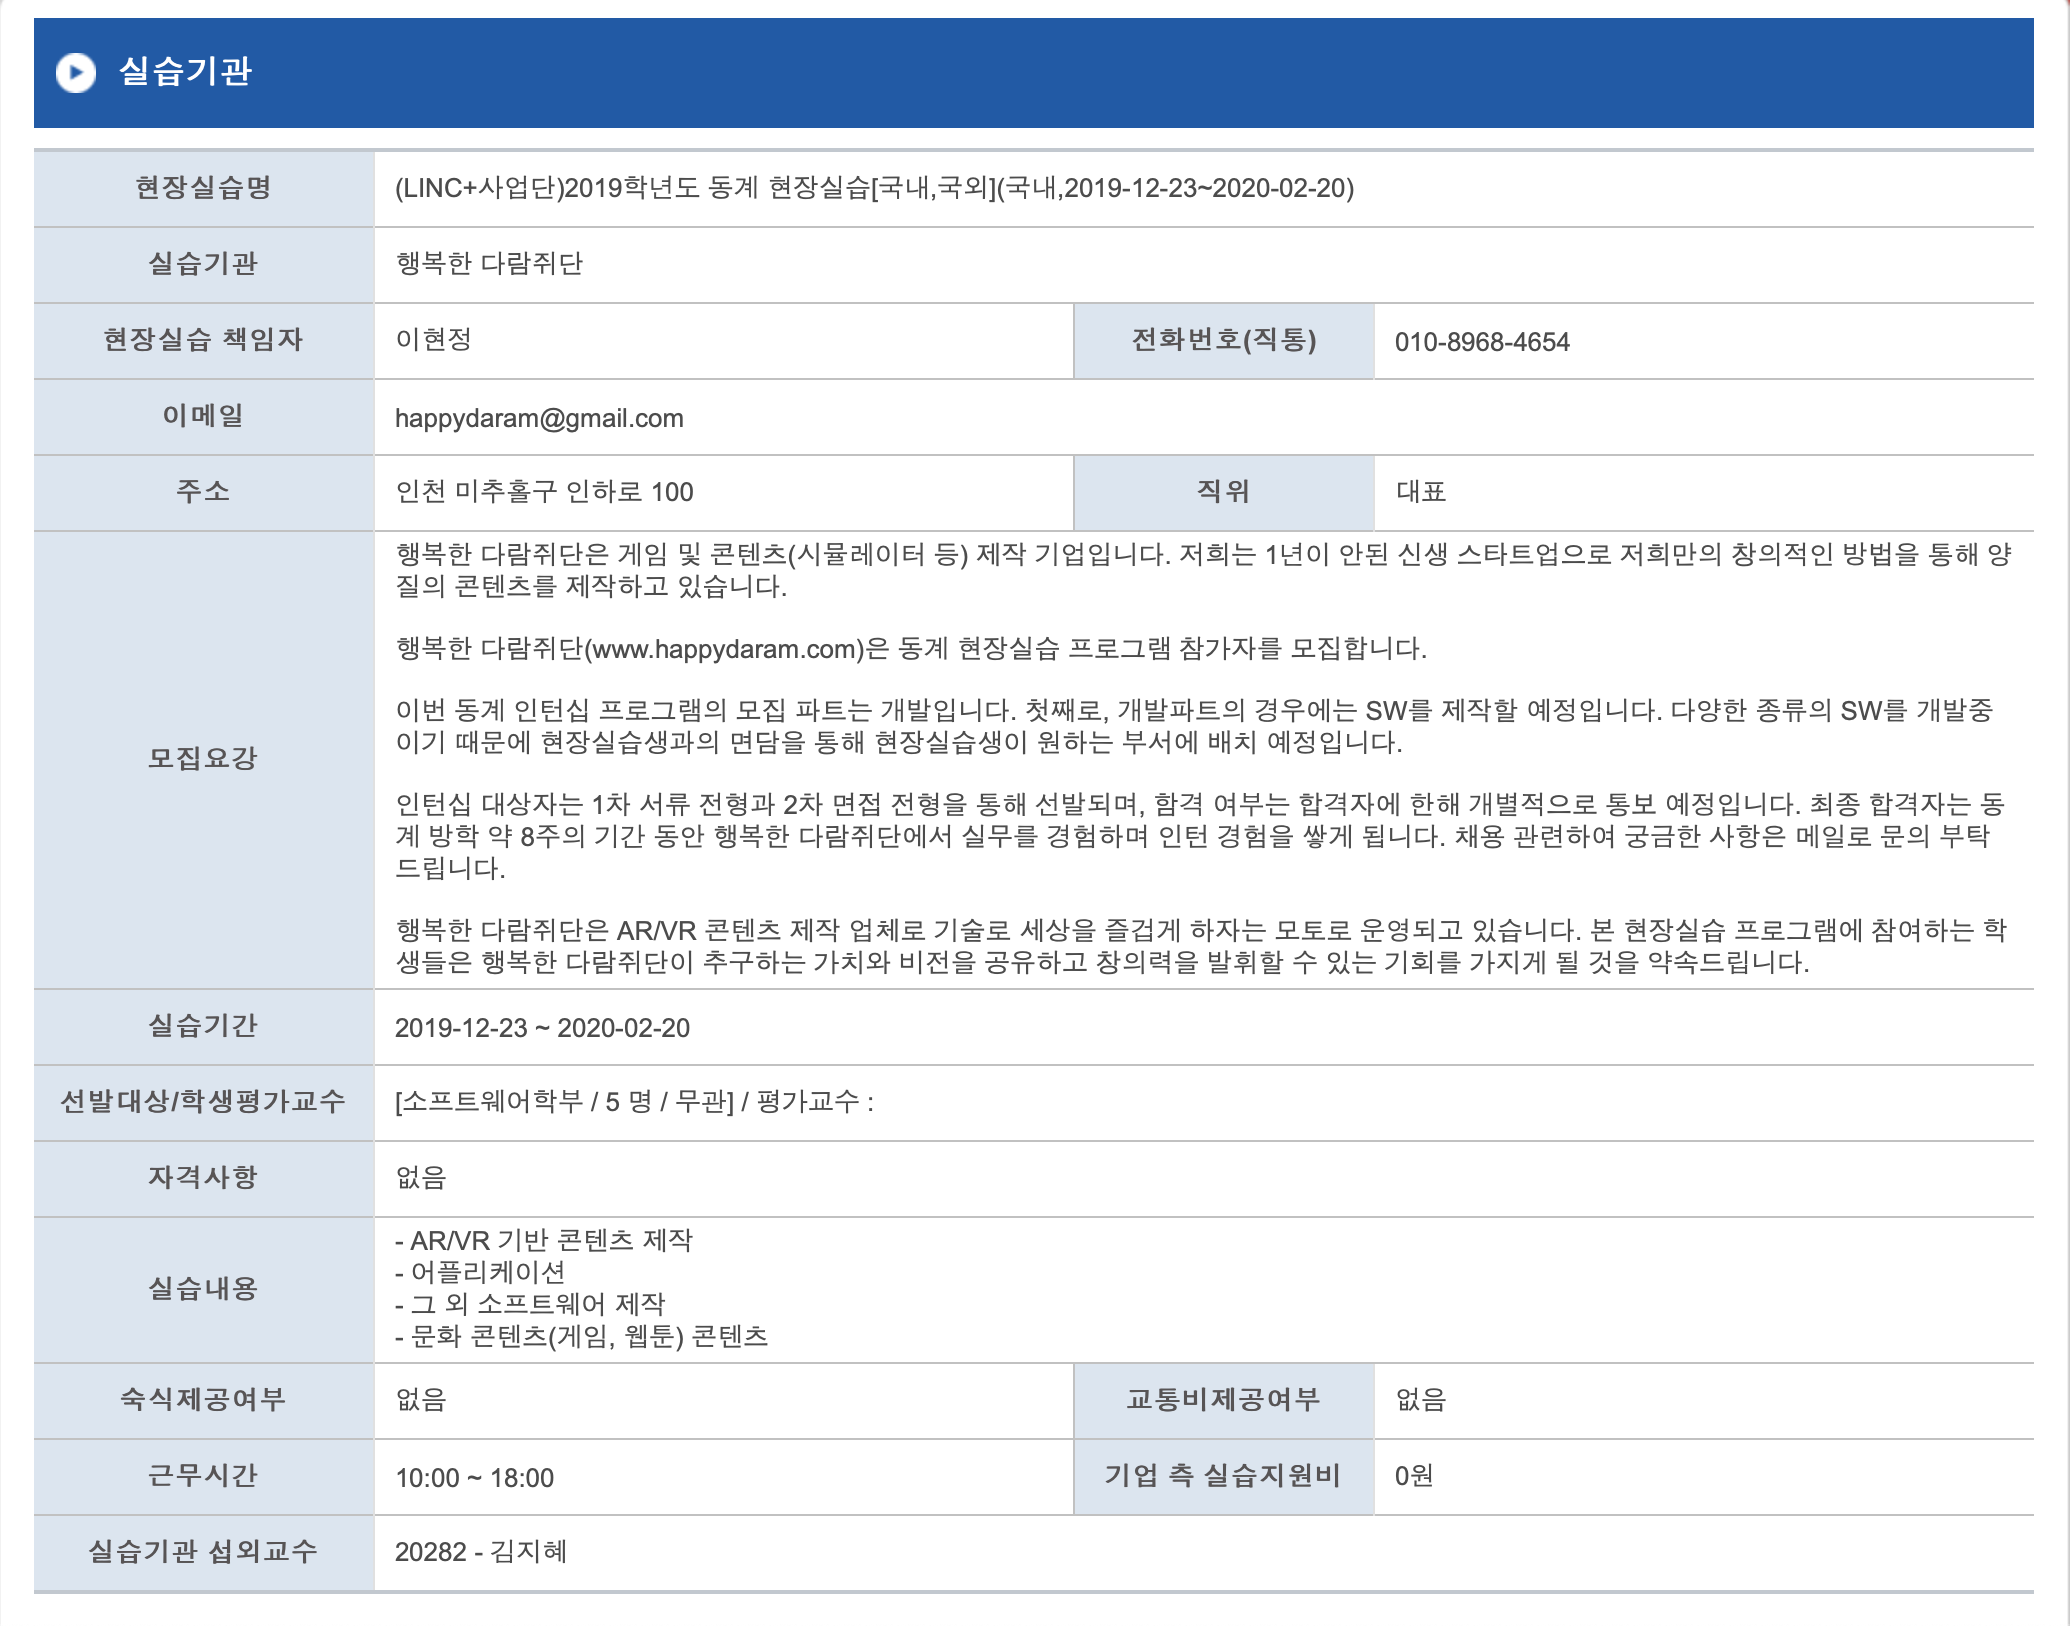 실습기관
현장실습명 (LINC+사업단)2019학년도 동계 현장실습[국내,국외](국내,2019-12-23~2020-02-20)
실습기관 행복한 다람쥐단
현장실습 책임자 이현정 전화번호(직통) 010-8968-4654
이메일 happydaram@gmail.com
주소 인천 미추홀구 인하로 100 직위 대표
모집요강
행복한 다람쥐단은 게임 및 콘텐츠(시뮬레이터 등) 제작 기업입니다. 저희는 1년이 안된 신생 스타트업으로 저희만의 창의적인 방법을 통해 양
질의 콘텐츠를 제작하고 있습니다.
행복한 다람쥐단(www.happydaram.com)은 동계 현장실습 프로그램 참가자를 모집합니다.
이번 동계 인턴십 프로그램의 모집 파트는 개발입니다. 첫째로, 개발파트의 경우에는 SW를 제작할 예정입니다. 다양한 종류의 SW를 개발중
이기 때문에 현장실습생과의 면담을 통해 현장실습생이 원하는 부서에 배치 예정입니다.
인턴십 대상자는 1차 서류 전형과 2차 면접 전형을 통해 선발되며, 함격 여부는 합격자에 한해 개별적으로 통보 예정입니다. 최종 합격자는 동
계 방학 약 8주의 기간 동안 행복한 다람쥐단에서 실무를 경험하며 인턴 경험을 쌓게 됩니다. 채용 관련하여 궁금한 사항은 메일로 문의 부탁
드립니다.
행복한 다람쥐단은 AR/VR 콘텐츠 제작 업체로 기술로 세상을 즐겁게 하자는 모토로 운영되고 있습니다. 본 현장실습 프로그램에 참여하는 학
생들은 행복한 다람쥐단이 추구하는 가치와 비전을 공유하고 창의력을 발휘할 수 있는 기회를 가지게 될 것을 약속드립니다.
실습기간 2019-12-23 ~ 2020-02-20
선발대상/학생평가교수 [소프트웨어학부 / 5 명 / 무관] / 평가교수 :
자격사항 없음
실습내용
- AR/VR 기반 콘텐츠 제작
- 어플리케이션
- 그 외 소프트웨어 제작
- 문화 콘텐츠(게임, 웹툰) 콘텐츠
숙식제공여부 없음 교통비제공여부 없음
근무시간 10:00 ~ 18:00 기업 측 실습지원비 0원
실습기관 섭외교수 20282 - 김지혜